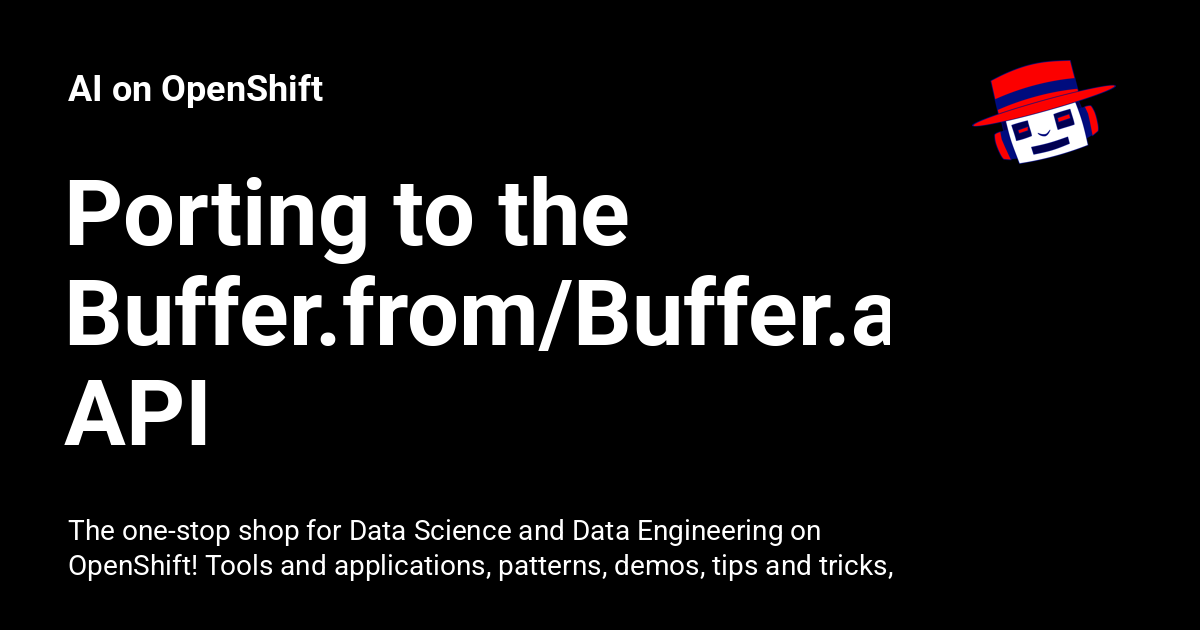 AI on OpenShift
Porting to the
Buffer.from/Buffer.a
API
The one-stop shop for Data Science and Data Engineering on
OpenShift! Tools and applications, patterns, demos, tips and tricks,